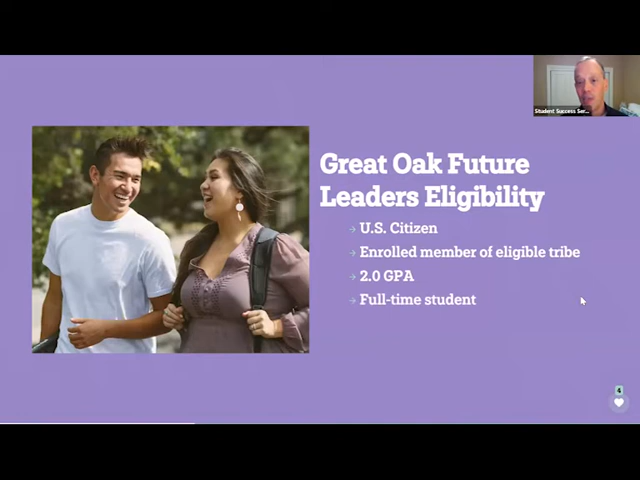 Student Success Ser...
Great Oak Future
Leaders Eligibility
U.S. Citizen
Enrolled member of eligible tribe
2.0 GPA
Full-time student
4